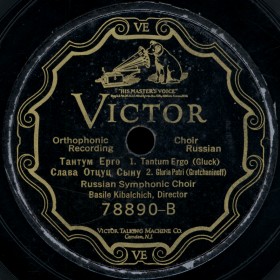 VE
"HIS MASTER'S VOICE"
VICTOR
Orthophonic Recording
Choir Russian
Тантум Ерго 1. Tantum Ergo (Gluck)
Слава Отцуц Сыну 2. Gloria Patri (Gretchaninoff)
Russian Symphonic Choir
Basile Kibalchich, Director
78890-B
VICTOR TALKING MACHINE CO.
Camden, N.J.
VE